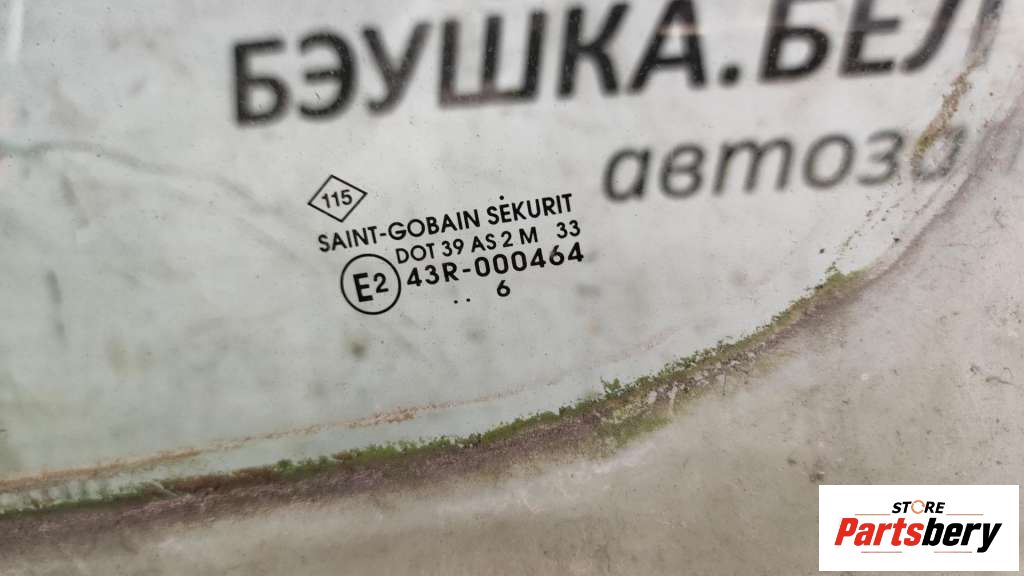 БЭУШКА.БЕЛ
автоза
115
SAINT-GOBAIN SEKURIT
DOT 39 AS 2 M 33
E2 43R-000464
.. 6
STORE
Partsbery